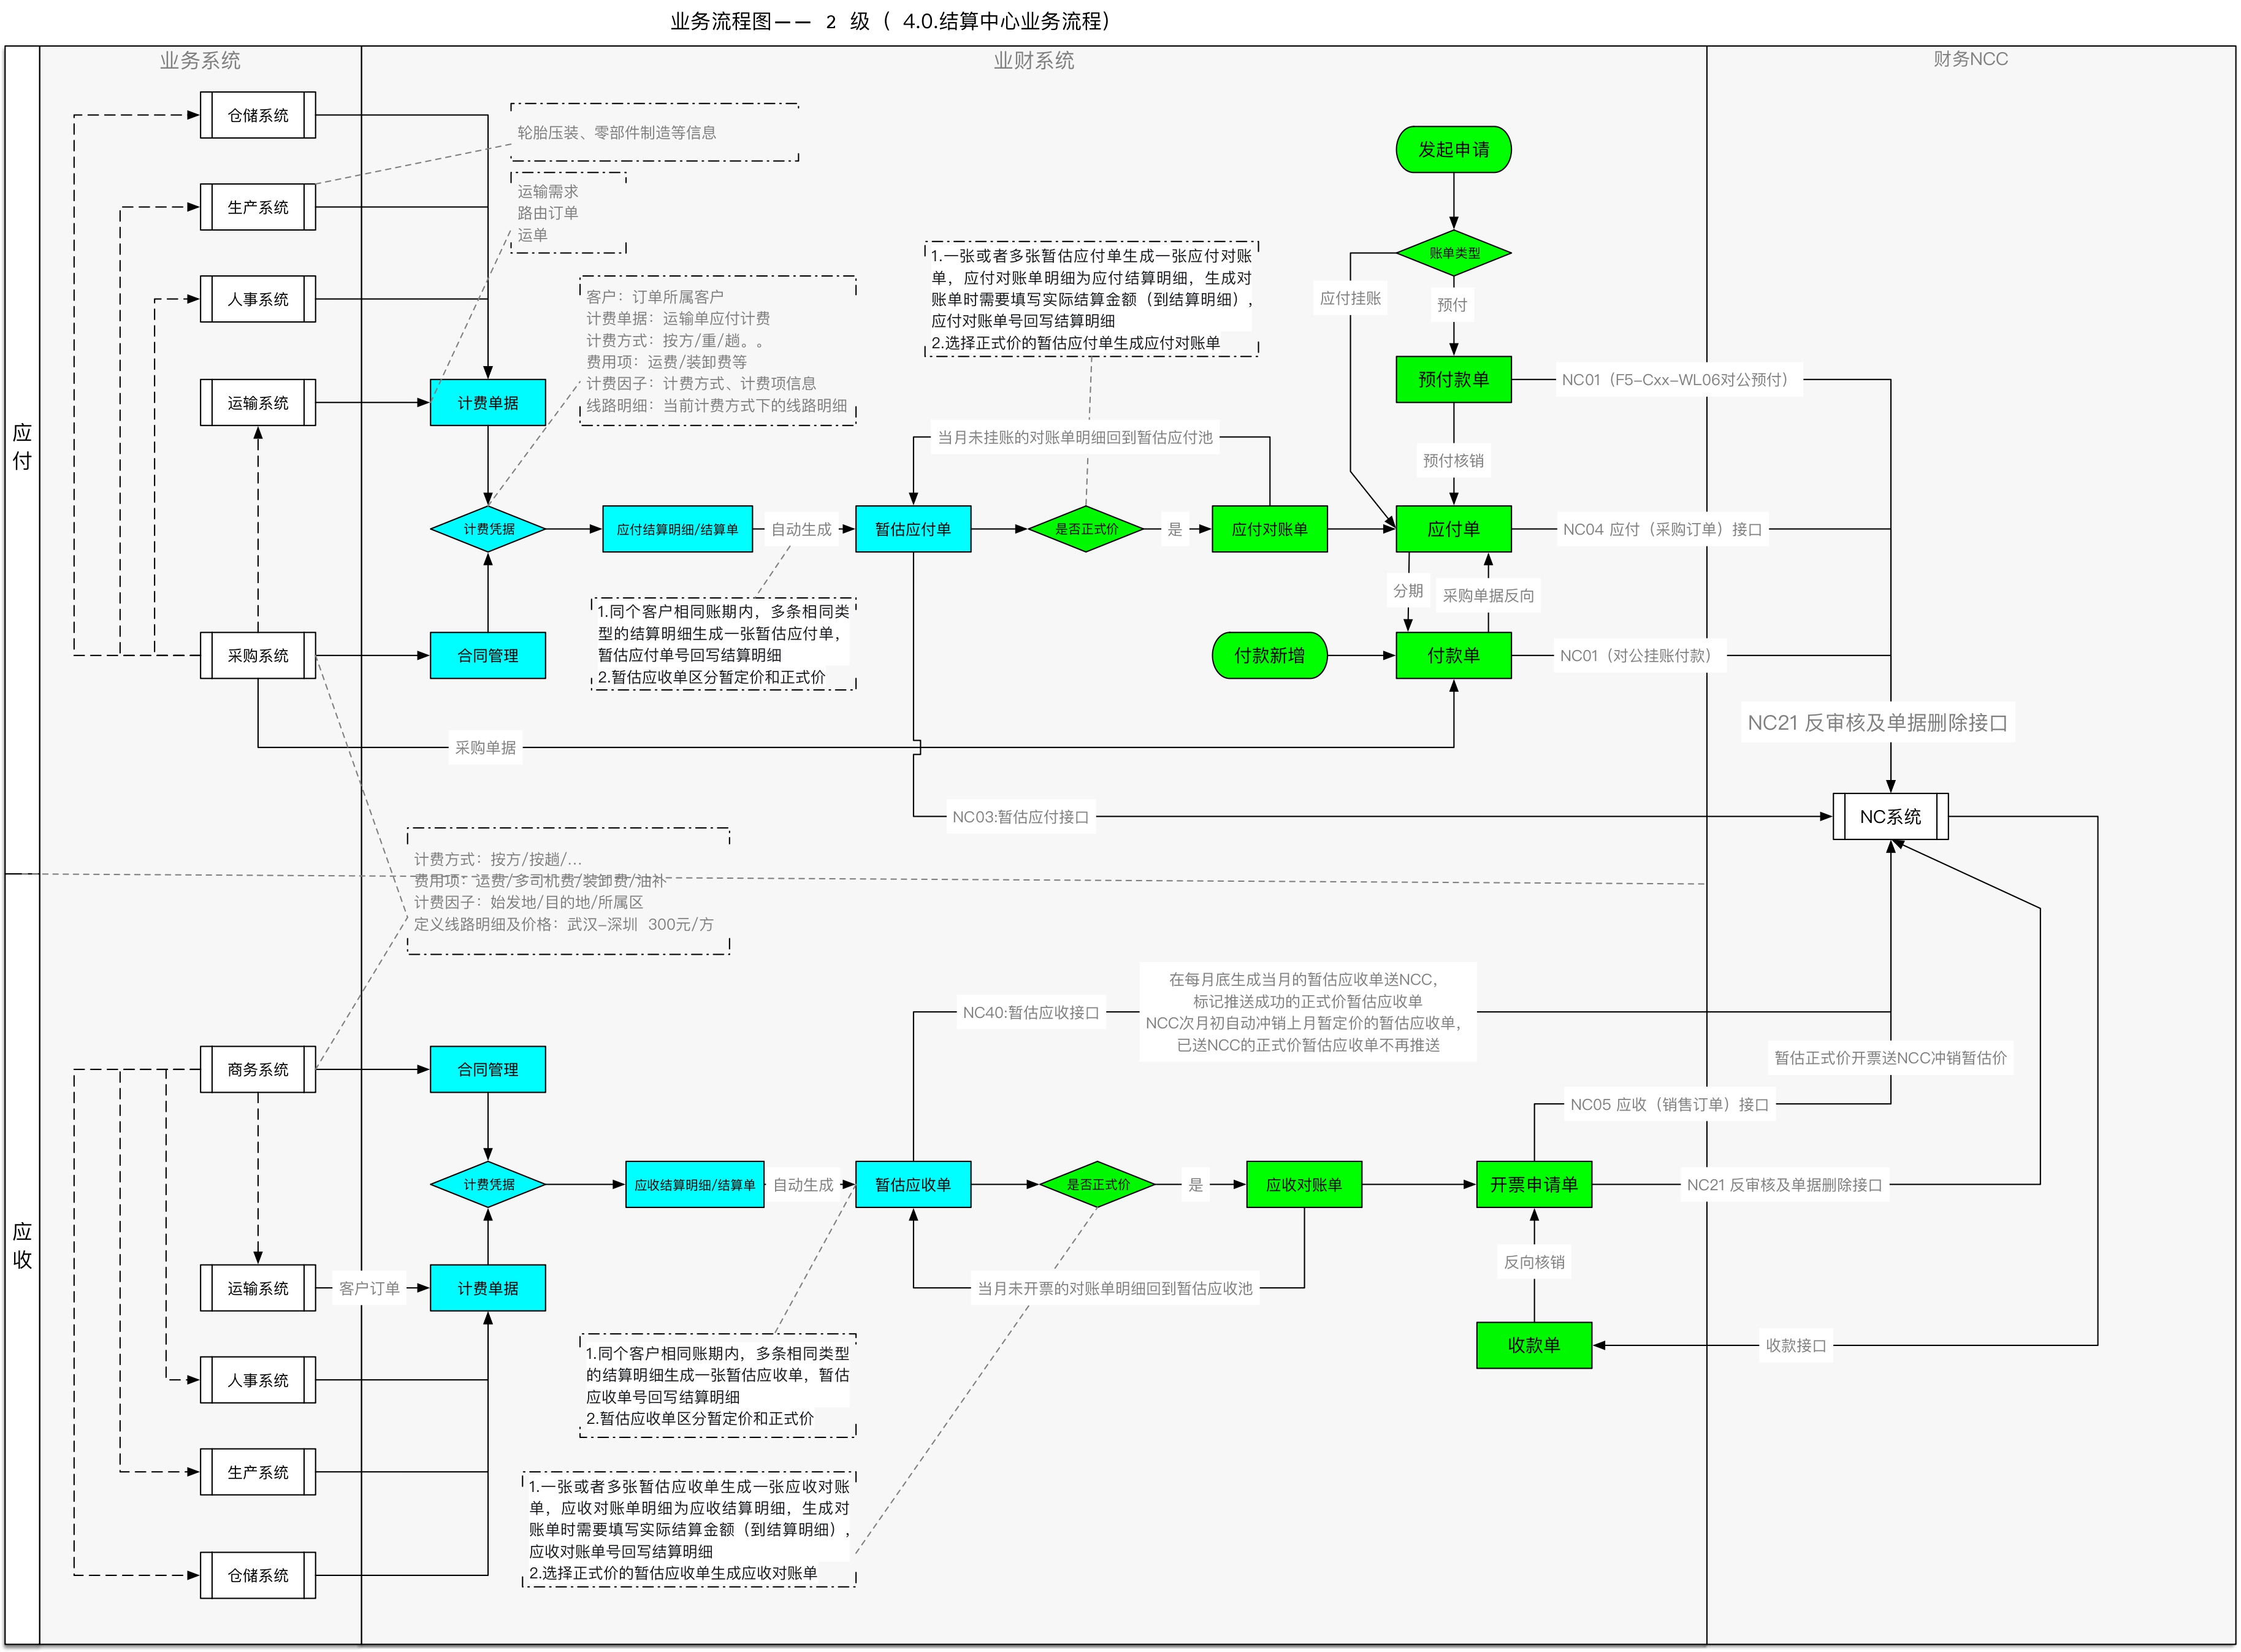 业务流程图—— 2 级（ 4.0.结算中心业务流程）
业务系统
业财系统
财务NCC
应
付
仓储系统
轮胎压装、零部件制造等信息
发起申请
生产系统
运输需求
路由订单
运单
账单类型
1.一张或者多张暂估应付单生成一张应付对账
单，应付对账单明细为应付结算明细，生成对
账单时需要填写实际结算金额（到结算明细），
应付对账单号回写结算明细
2.选择正式价的暂估应付单生成应付对账单
人事系统
客户：订单所属客户
计费单据：运输单应付计费
计费方式：按方/重/趟。。
费用项：运费/装卸费等
计费因子：计费方式、计费项信息
线路明细：当前计费方式下的线路明细
应付挂账
预付
运输系统
计费单据
预付款单
NC01（F5-Cxx-WL06对公预付）
当月未挂账的对账单明细回到暂估应付池
预付核销
计费凭据
应付结算明细/结算单
自动生成
暂估应付单
是否正式价
是
应付对账单
应付单
NC04 应付（采购订单）接口
分期
采购单据反向
1.同个客户相同账期内，多条相同类
型的结算明细生成一张暂估应付单，
暂估应付单号回写结算明细
2.暂估应收单区分暂定价和正式价
采购系统
合同管理
付款新增
付款单
NC01（对公挂账付款）
NC21 反审核及单据删除接口
采购单据
NC03:暂估应付接口
NC系统
计费方式：按方/按趟/...
费用项：运费/多司机费/装卸费/油补
计费因子：始发地/目的地/所属区
定义线路明细及价格：武汉-深圳 300元/方
应
收
NC40:暂估应收接口
在每月底生成当月的暂估应收单送NCC，
标记推送成功的正式价暂估应收单
NCC次月初自动冲销上月暂定价的暂估应收单，
已送NCC的正式价暂估应收单不再推送
商务系统
合同管理
暂估正式价开票送NCC冲销暂估价
NC05 应收（销售订单）接口
计费凭据
应收结算明细/结算单
自动生成
暂估应收单
是否正式价
是
应收对账单
开票申请单
NC21 反审核及单据删除接口
反向核销
运输系统
客户订单
计费单据
当月未开票的对账单明细回到暂估应收池
收款单
收款接口
人事系统
1.同个客户相同账期内，多条相同类型
的结算明细生成一张暂估应收单，暂估
应收单号回写结算明细
2.暂估应收单区分暂定价和正式价
生产系统
1.一张或者多张暂估应收单生成一张应收对账
单，应收对账单明细为应收结算明细，生成对
账单时需要填写实际结算金额（到结算明细），
应收对账单号回写结算明细
2.选择正式价的暂估应收单生成应收对账单
仓储系统